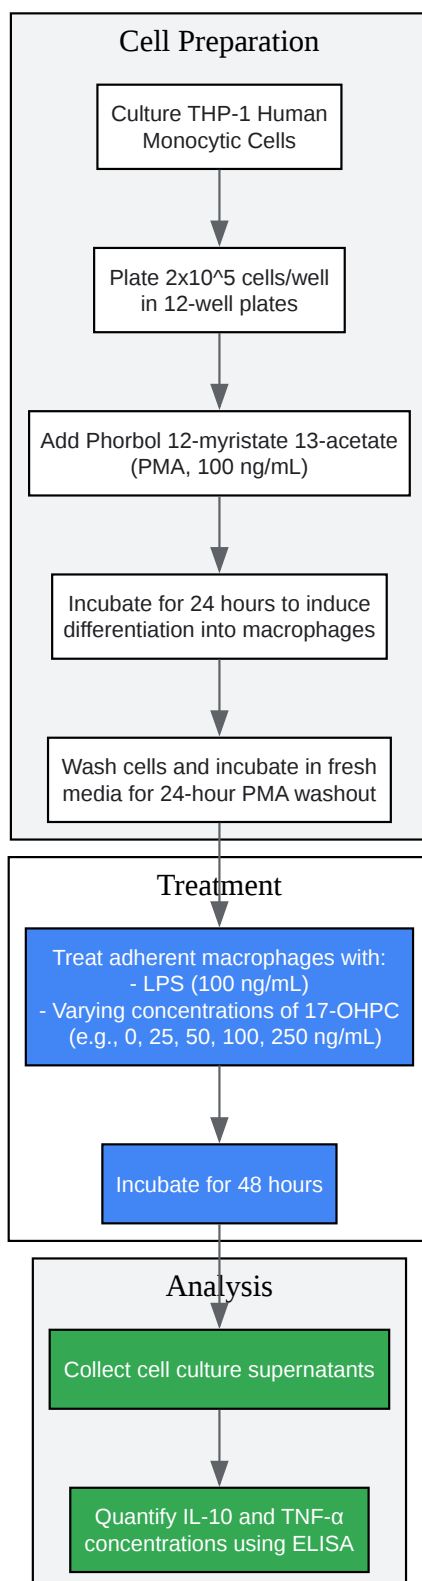 Cell Preparation
Culture THP-1 Human
Monocytic Cells
Plate 2x10^5 cells/well
in 12-well plates
Add Phorbol 12-myristate 13-acetate
(PMA, 100 ng/mL)
Incubate for 24 hours to induce
differentiation into macrophages
Wash cells and incubate in fresh
media for 24-hour PMA washout
Treatment
Treat adherent macrophages with:
- LPS (100 ng/mL)
- Varying concentrations of 17-OHPC
(e.g., 0, 25, 50, 100, 250 ng/mL)
Incubate for 48 hours
Analysis
Collect cell culture supernatants
Quantify IL-10 and TNF-α
concentrations using ELISA